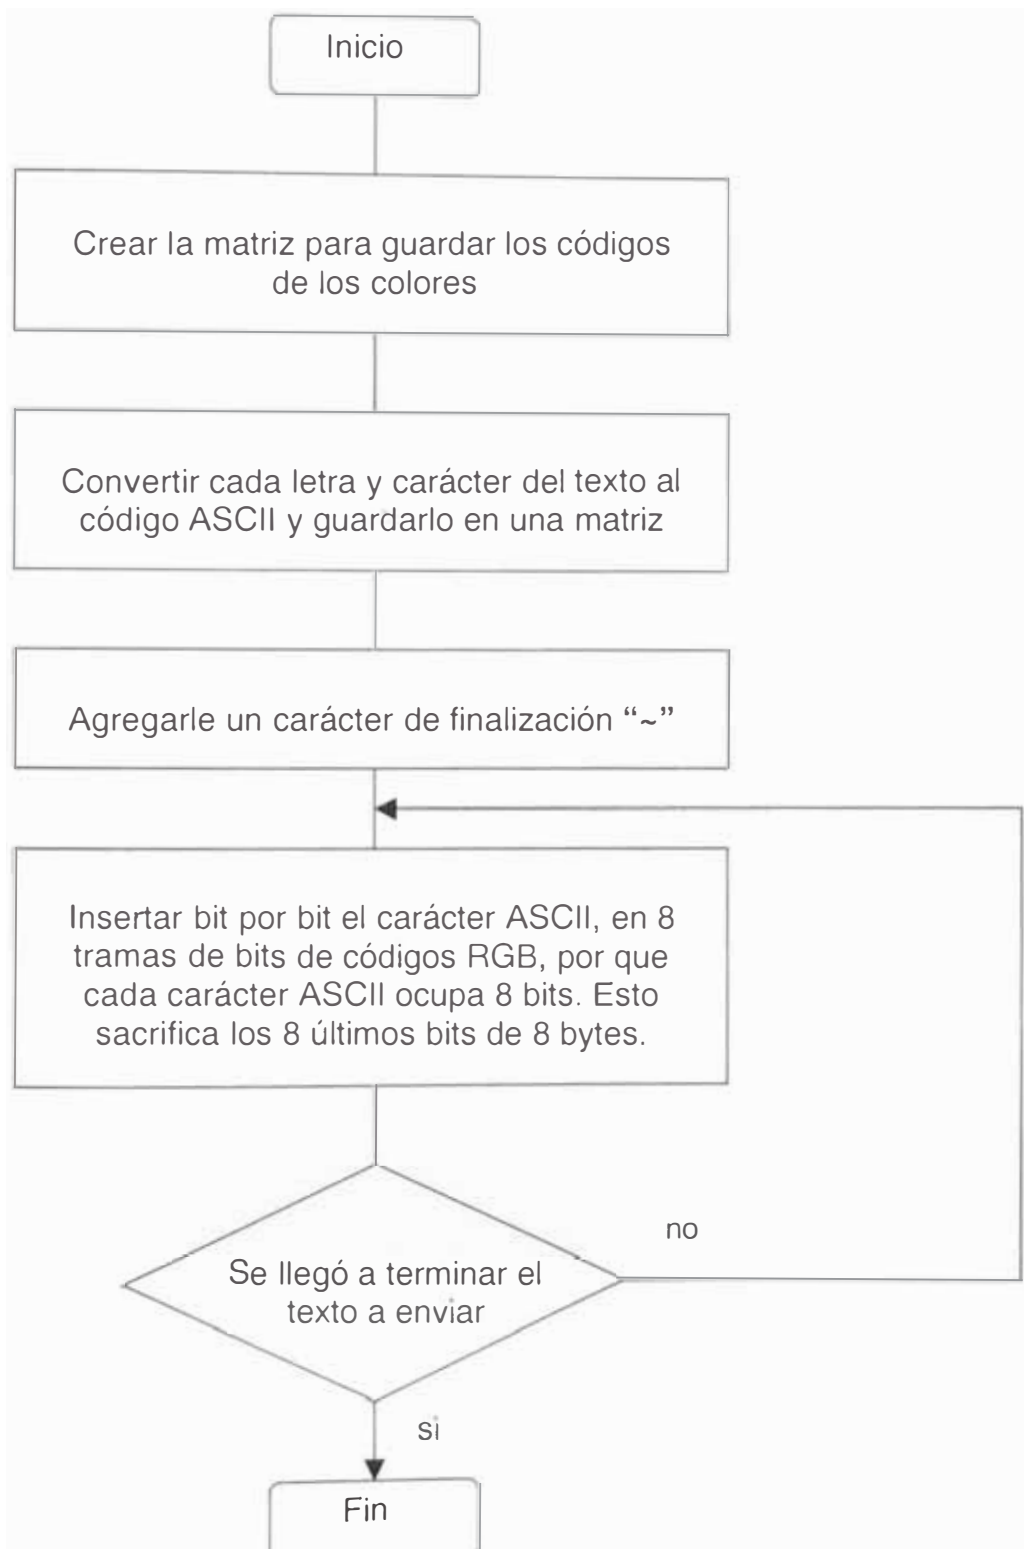 Inicio
Crear la matriz para guardar los códigos
de los colores
Convertir cada letra y carácter del texto al
código ASCII y guardarlo en una matriz
Agregarle un carácter de finalización “~”
Insertar bit por bit el carácter ASCII, en 8
tramas de bits de códigos RGB, por que
cada carácter ASCII ocupa 8 bits. Esto
sacrifica los 8 últimos bits de 8 bytes.
no
Se llegó a terminar el
texto a enviar
si
Fin